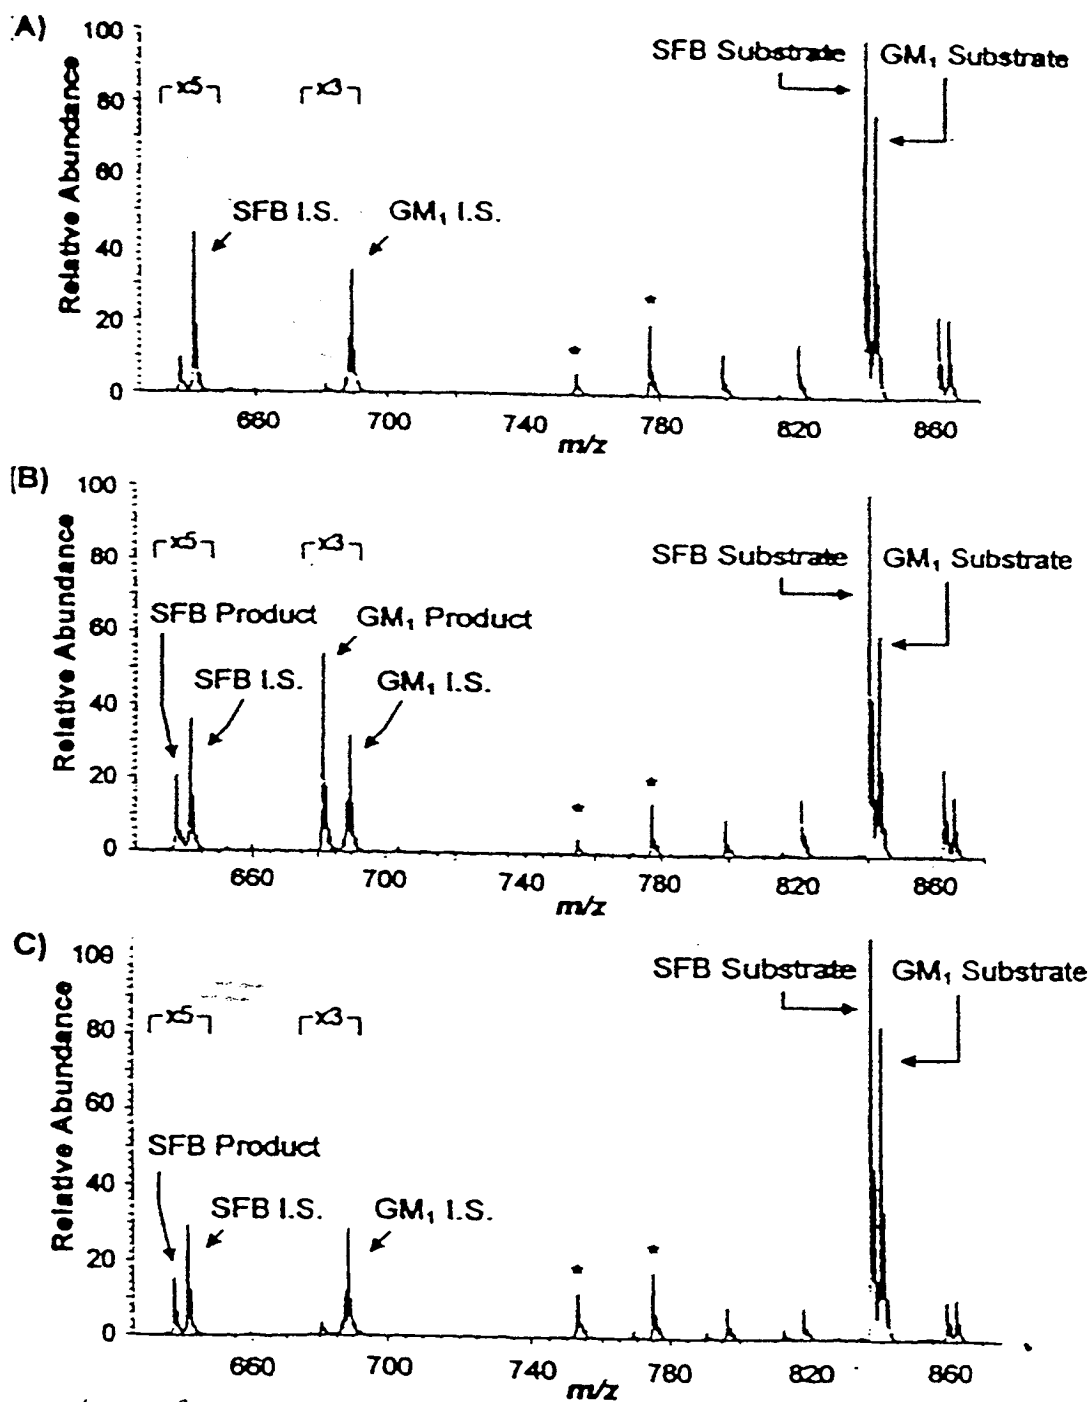 A)
Relative Abundance
100
80
60
40
20
0
x5
x3
SFB I.S.
GM₁ I.S.
SFB Substrate
GM₁ Substrate
*
*
660
700
740
780
820
860
m/z
B)
Relative Abundance
100
80
60
40
20
0
x5
x3
SFB Product
SFB I.S.
GM₁ Product
GM₁ I.S.
SFB Substrate
GM₁ Substrate
*
*
660
700
740
780
820
860
m/z
C)
Relative Abundance
100
80
60
40
20
0
x5
x3
SFB Product
SFB I.S.
GM₁ I.S.
SFB Substrate
GM₁ Substrate
*
*
660
700
740
780
820
860
m/z